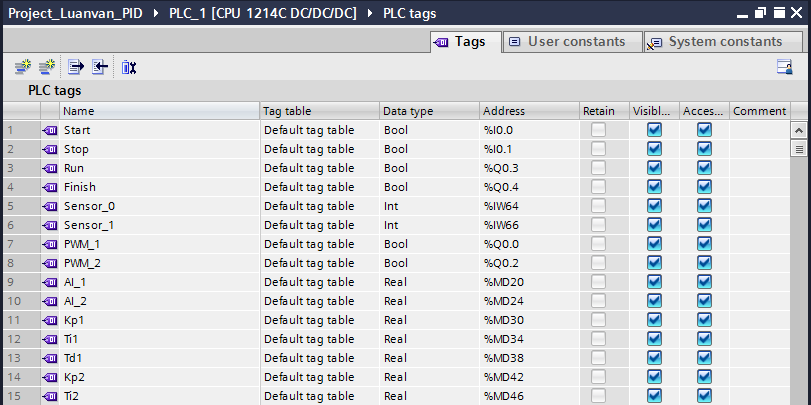 Project_Luanvan_PID ▸ PLC_1 [CPU 1214C DC/DC/DC] ▸ PLC tags
Tags User constants System constants
PLC tags
Name Tag table Data type Address Retain Visibl... Acces... Comment
1 Start Default tag table Bool %I0.0
2 Stop Default tag table Bool %I0.1
3 Run Default tag table Bool %Q0.3
4 Finish Default tag table Bool %Q0.4
5 Sensor_0 Default tag table Int %IW64
6 Sensor_1 Default tag table Int %IW66
7 PWM_1 Default tag table Bool %Q0.0
8 PWM_2 Default tag table Bool %Q0.2
9 AI_1 Default tag table Real %MD20
10 AI_2 Default tag table Real %MD24
11 Kp1 Default tag table Real %MD30
12 Ti1 Default tag table Real %MD34
13 Td1 Default tag table Real %MD38
14 Kp2 Default tag table Real %MD42
15 Ti2 Default tag table Real %MD46